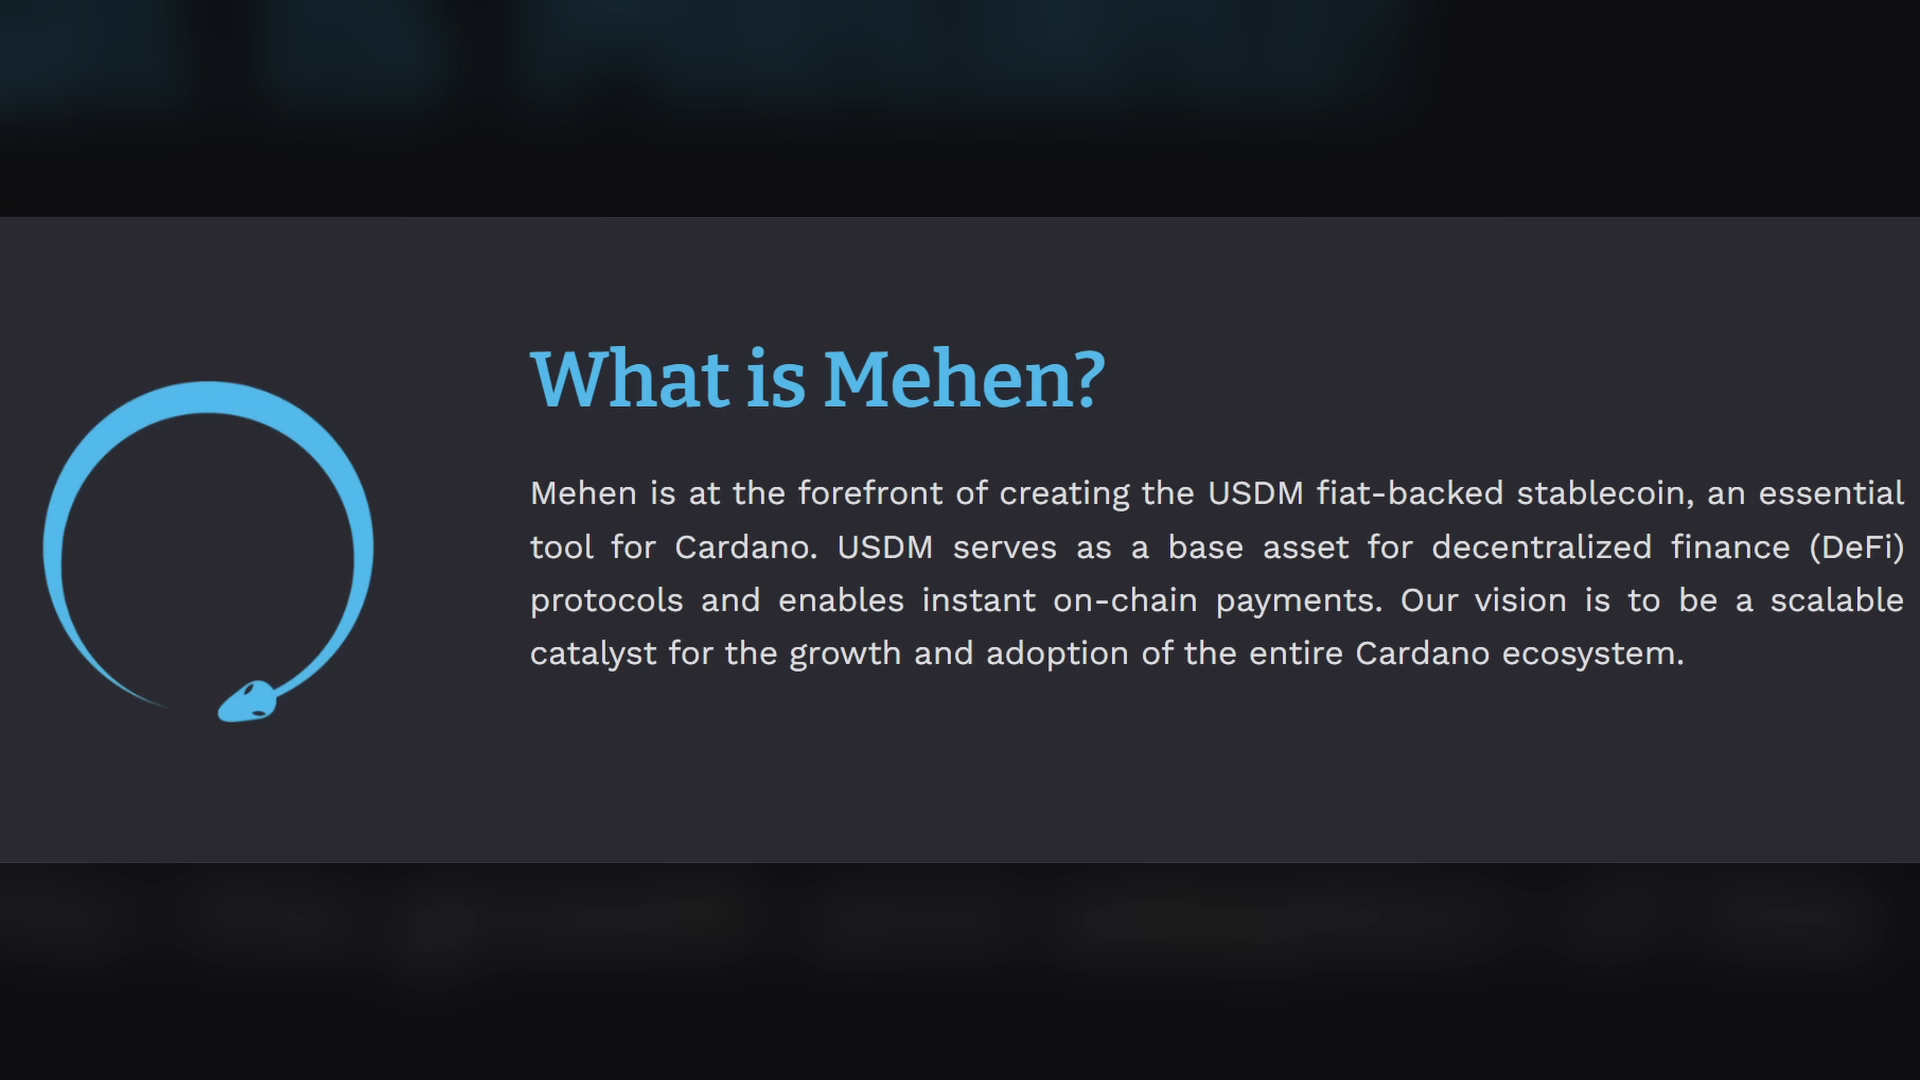 What is Mehen?
Mehen is at the forefront of creating the USDM fiat-backed stablecoin, an essential
tool for Cardano. USDM serves as a base asset for decentralized finance (DeFi)
protocols and enables instant on-chain payments. Our vision is to be a scalable
catalyst for the growth and adoption of the entire Cardano ecosystem.